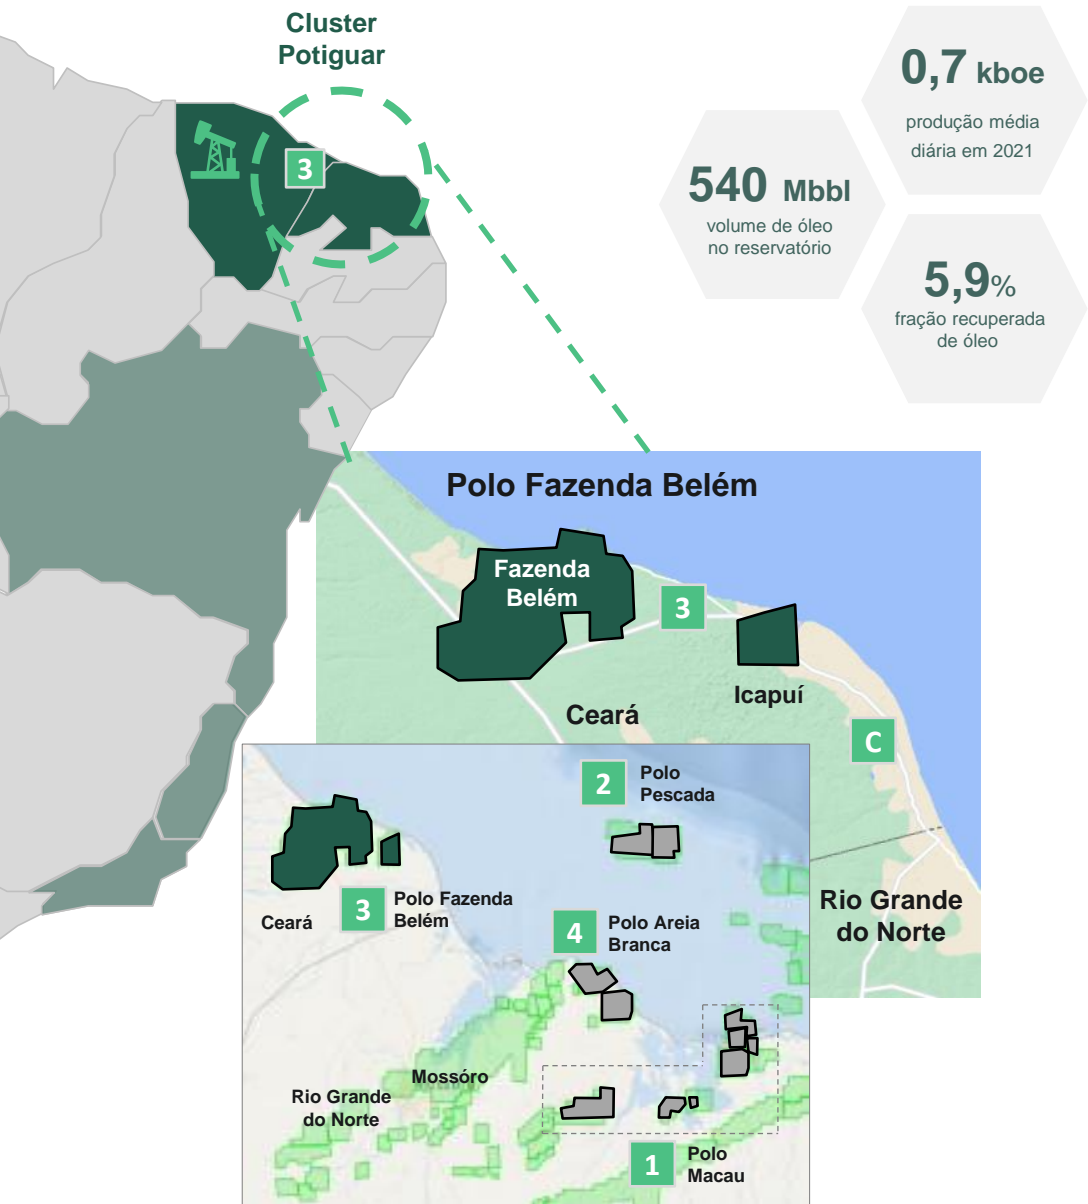 Cluster
Potiguar
3
0,7 kboe
produção média
diária em 2021
540 Mbbl
volume de óleo
no reservatório
5,9%
fração recuperada
de óleo
Polo Fazenda Belém
Fazenda
Belém
3
Icapuí
Ceará
C
Rio Grande
do Norte
2
Polo
Pescada
3
Polo Fazenda
Belém
Ceará
4
Polo Areia
Branca
Mossóro
Rio Grande
do Norte
1
Polo
Macau